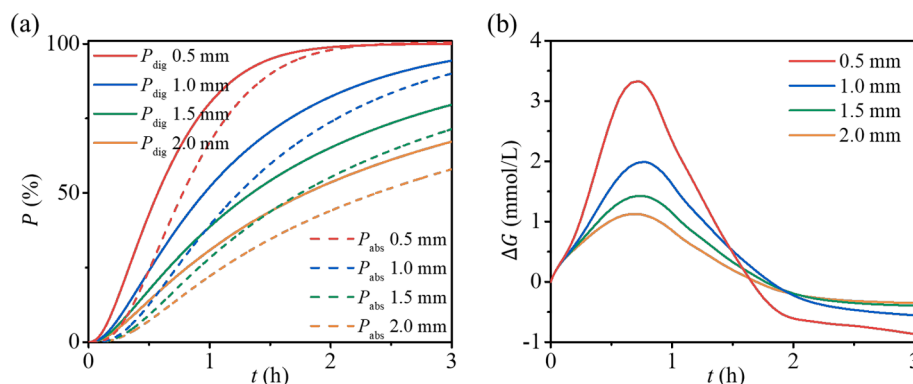 (a)
100
50
0
P (%)
P_dig 0.5 mm
P_dig 1.0 mm
P_dig 1.5 mm
P_dig 2.0 mm
P_abs 0.5 mm
P_abs 1.0 mm
P_abs 1.5 mm
P_abs 2.0 mm
0 1 2 3
t (h)
(b)
4
3
2
1
0
-1
ΔG (mmol/L)
0.5 mm
1.0 mm
1.5 mm
2.0 mm
0 1 2 3
t (h)